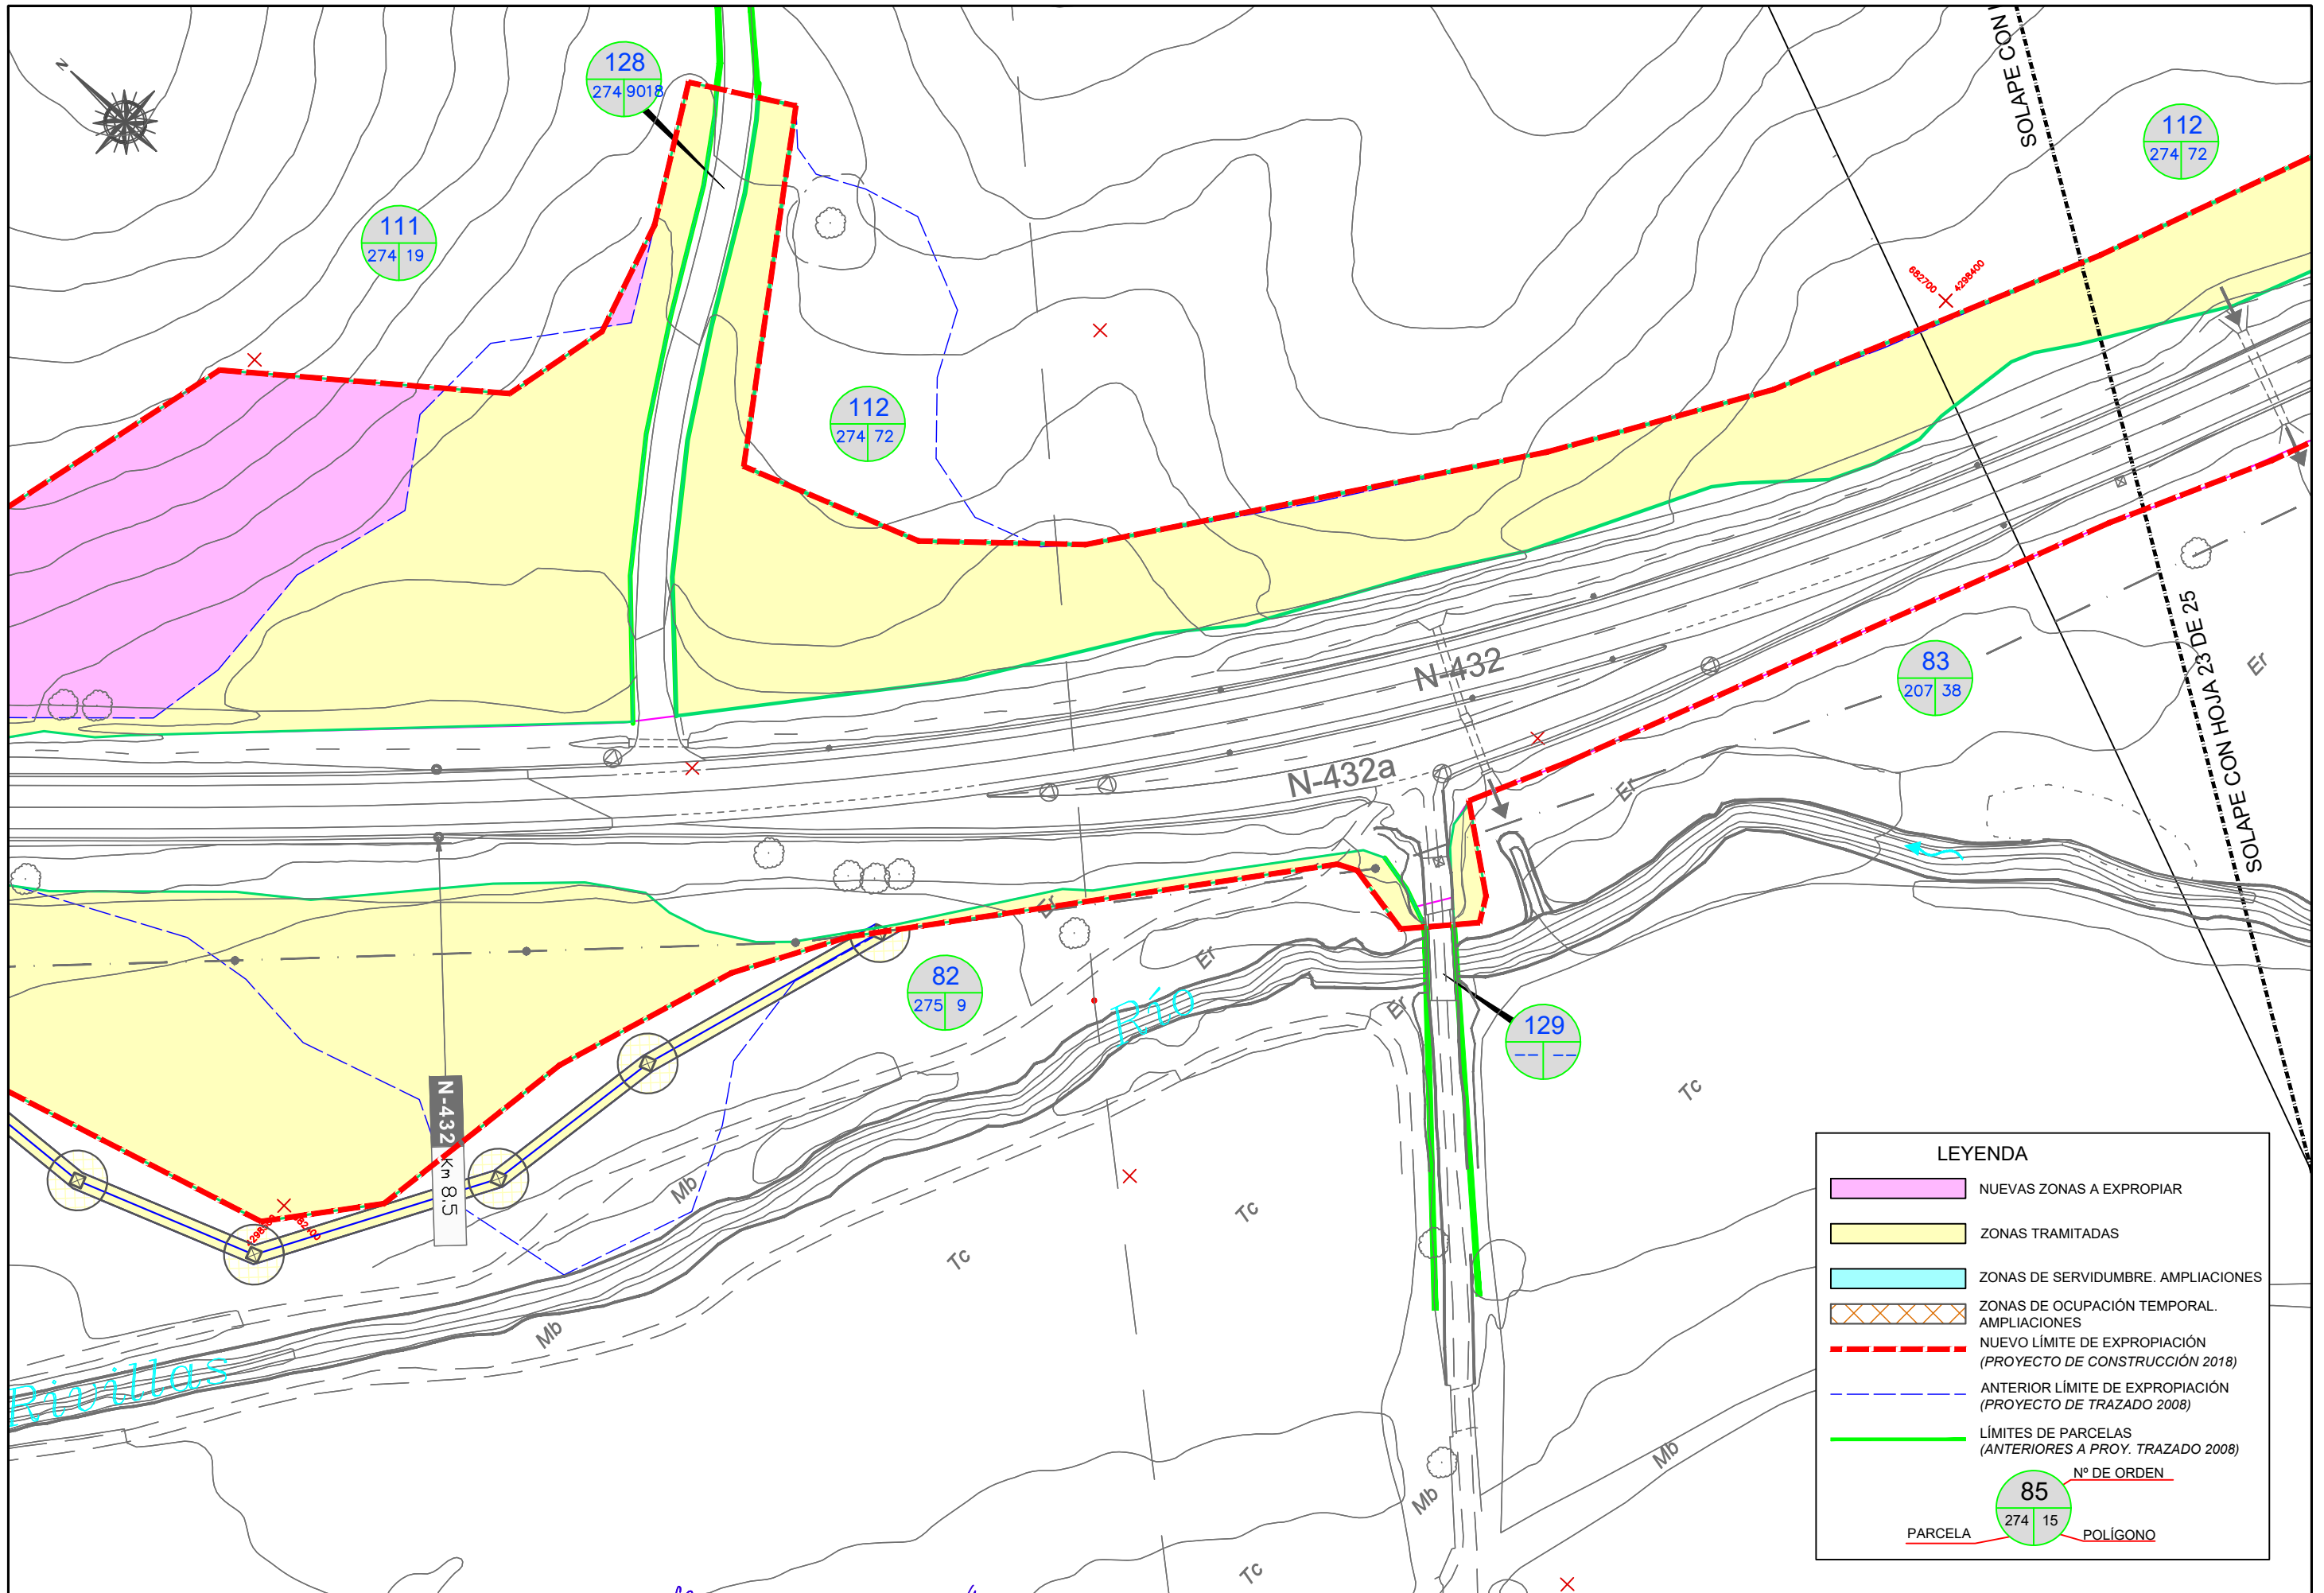 N
128
274 9018
SOLAPE CON
112
274 72
111
274 19
682700
4298400
112
274 72
N-432
83
207 38
Er
SOLAPE CON HOJA 23 DE 25
N-432a
Er
Er
Er
82
275 9
Río
Er
129
-- --
Tc
N-432
Km 8.5
Mb
Tc
Tc
Mb
Rivillas
Mb
Mb
Tc
LEYENDA
NUEVAS ZONAS A EXPROPIAR
ZONAS TRAMITADAS
ZONAS DE SERVIDUMBRE. AMPLIACIONES
ZONAS DE OCUPACIÓN TEMPORAL.
AMPLIACIONES
NUEVO LÍMITE DE EXPROPIACIÓN
(PROYECTO DE CONSTRUCCIÓN 2018)
ANTERIOR LÍMITE DE EXPROPIACIÓN
(PROYECTO DE TRAZADO 2008)
LÍMITES DE PARCELAS
(ANTERIORES A PROY. TRAZADO 2008)
Nº DE ORDEN
85
274 15
PARCELA
POLÍGONO